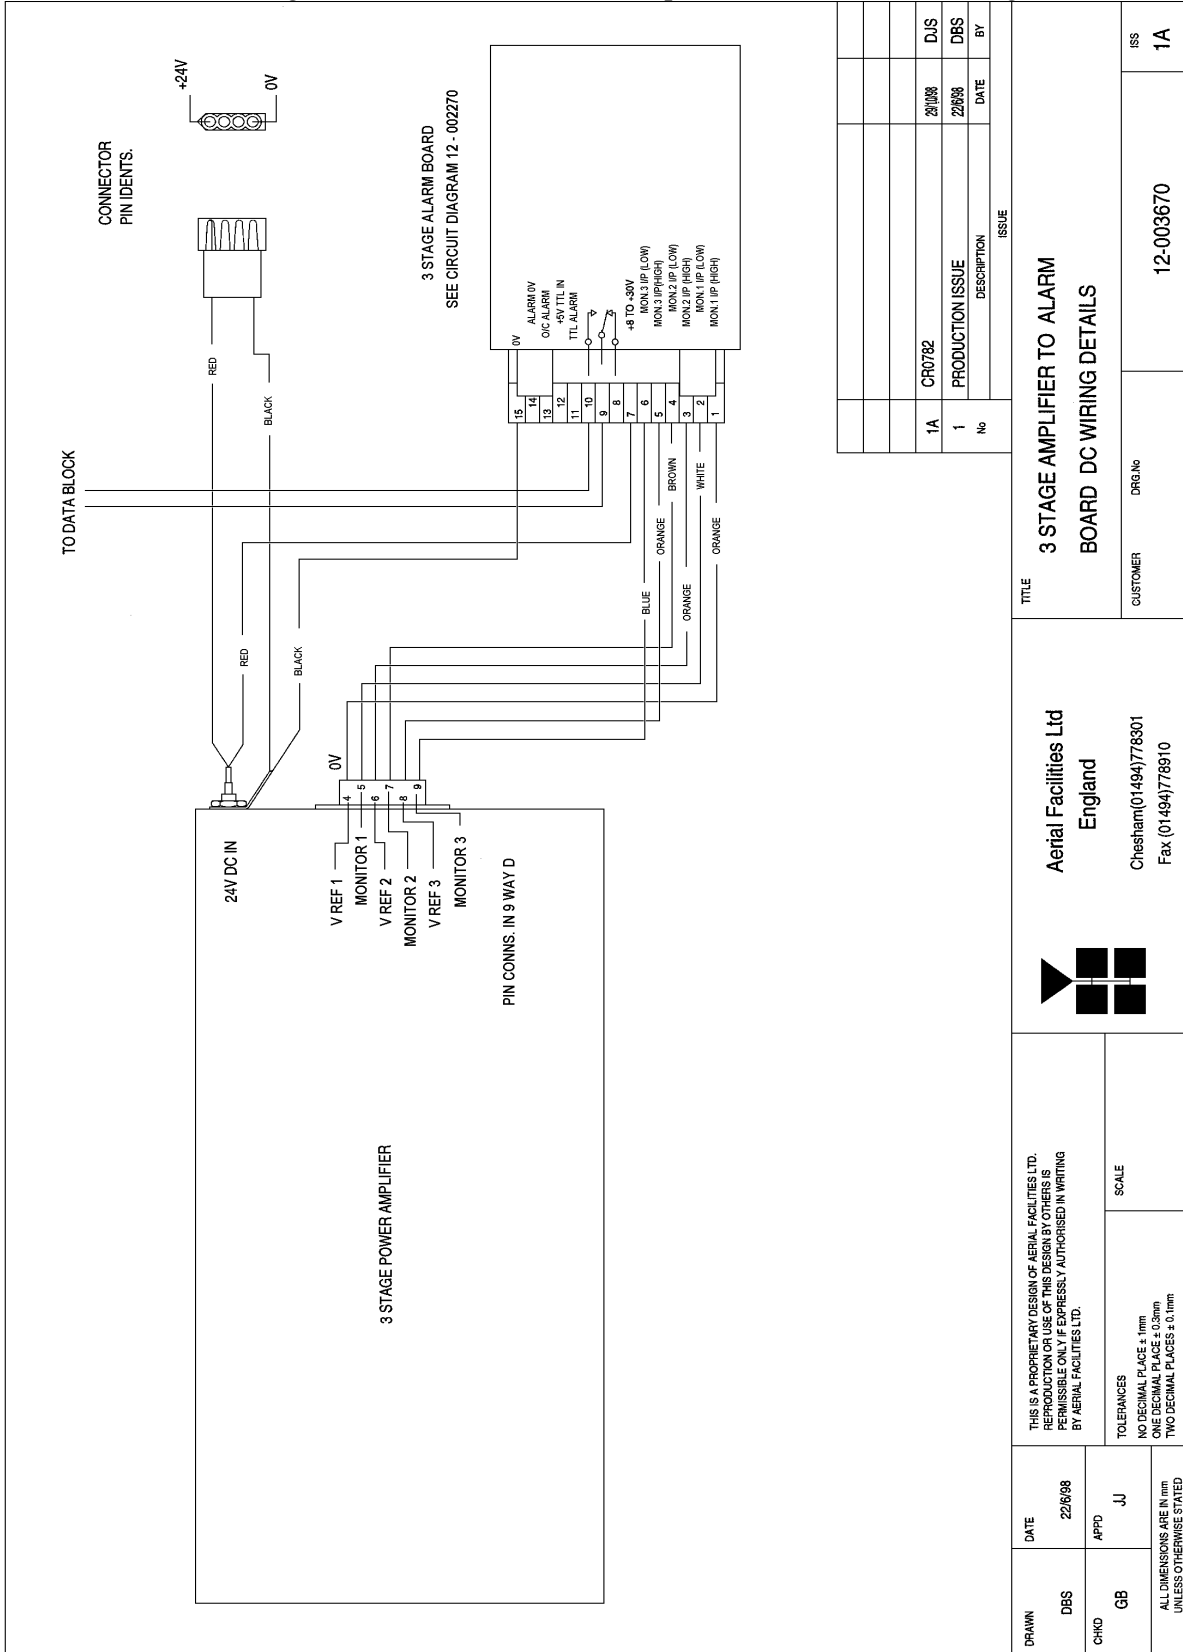 CONNECTOR
PIN IDENTS.
+24V
0V
TO DATA BLOCK
RED
BLACK
RED
BLACK
3 STAGE ALARM BOARD
SEE CIRCUIT DIAGRAM 12 - 002270
0V
ALARM 0V
O/C ALARM
+5V TTL IN
TTL ALARM
+8 TO +30V
MON.3 I/P (LOW)
MON.3 I/P(HIGH)
MON.2 I/P (LOW)
MON.2 I/P (HIGH)
MON.1 I/P (LOW)
MON.1 I/P (HIGH)
15
14
13
12
11
10
9
8
7
6
5
4
3
2
1
BLUE
ORANGE
BROWN
ORANGE
WHITE
ORANGE
24V DC IN
0V
4
5
6
7
8
9
V REF 1
MONITOR 1
V REF 2
MONITOR 2
V REF 3
MONITOR 3
PIN CONNS. IN 9 WAY D
3 STAGE POWER AMPLIFIER
1A CR0782 29/10/98 DJS
1 PRODUCTION ISSUE 22/6/98 DBS
No DESCRIPTION DATE BY
ISSUE
DRAWN
DBS
DATE
22/6/98
CHKD
GB
APPD
JJ
ALL DIMENSIONS ARE IN mm
UNLESS OTHERWISE STATED
THIS IS A PROPRIETARY DESIGN OF AERIAL FACILITIES LTD.
REPRODUCTION OR USE OF THIS DESIGN BY OTHERS IS
PERMISSIBLE ONLY IF EXPRESSLY AUTHORISED IN WRITING
BY AERIAL FACILITIES LTD.
TOLERANCES
NO DECIMAL PLACE ± 1mm
ONE DECIMAL PLACE ± 0.3mm
TWO DECIMAL PLACES ± 0.1mm
SCALE
Aerial Facilities Ltd
England
Chesham(01494)778301
Fax (01494)778910
TITLE
3 STAGE AMPLIFIER TO ALARM
BOARD DC WIRING DETAILS
CUSTOMER
DRG.No
12-003670
ISS
1A